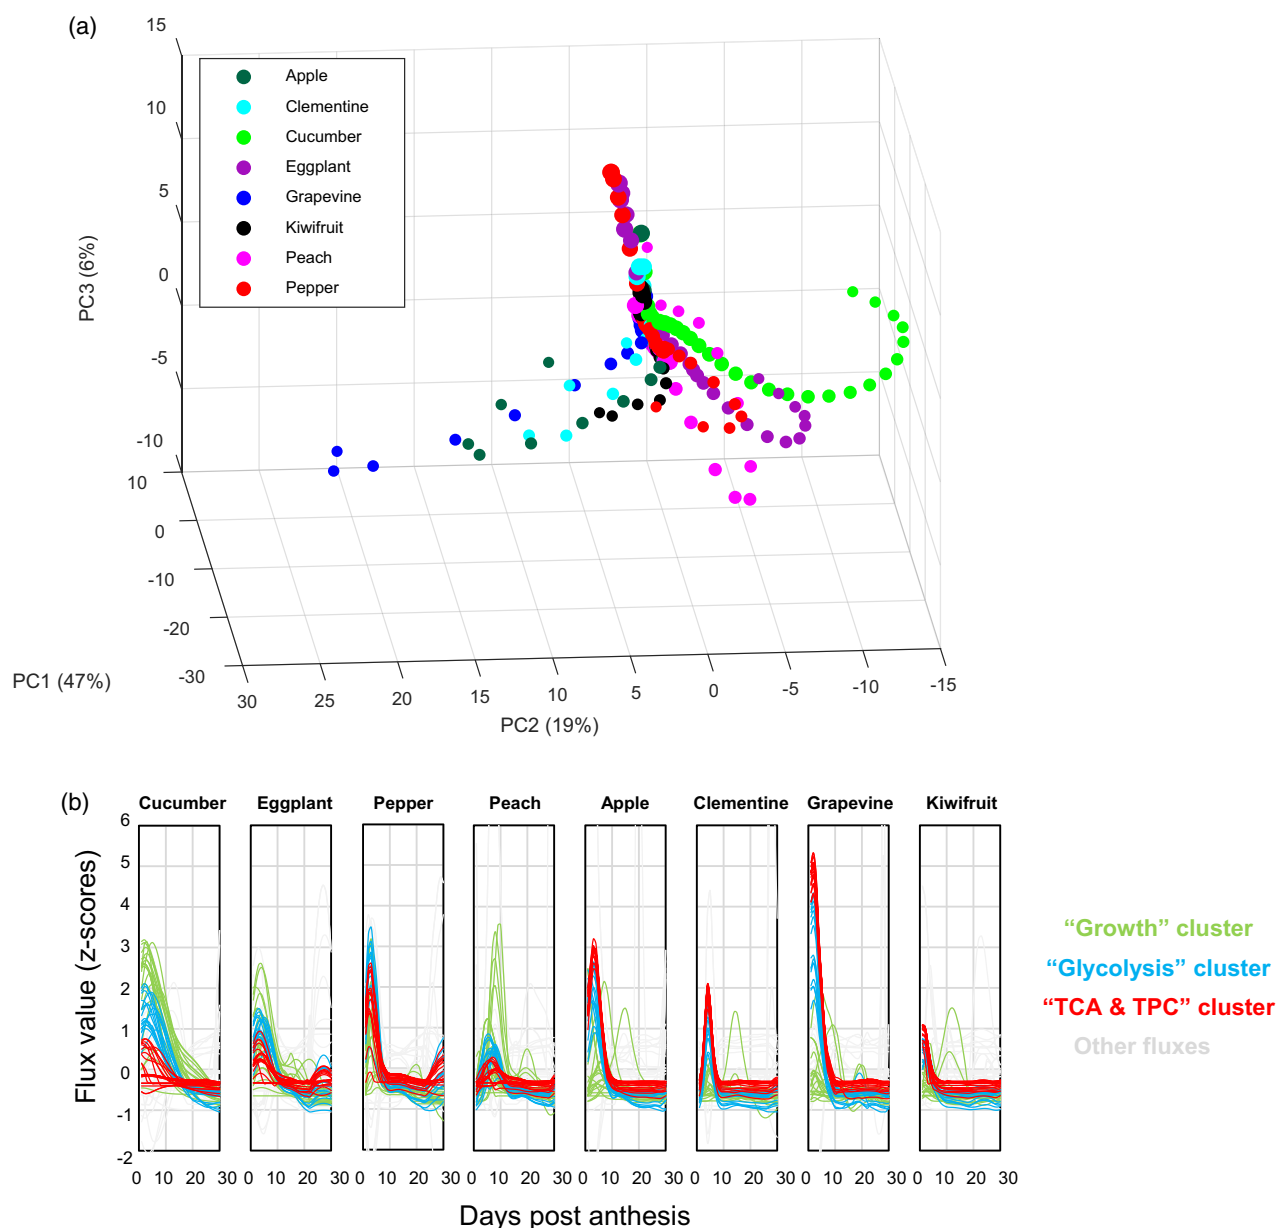 (a)
15
10
5
0
-5
-10
PC3 (6%)
Apple
Clementine
Cucumber
Eggplant
Grapevine
Kiwifruit
Peach
Pepper
10
0
-10
-20
-30
PC1 (47%)
30
25
20
15
10
5
0
-5
-10
-15
PC2 (19%)
(b)
Cucumber Eggplant Pepper Peach Apple Clementine Grapevine Kiwifruit
6
5
4
3
2
1
0
-1
-2
Flux value (z-scores)
0 10 20 30 0 10 20 30 0 10 20 30 0 10 20 30 0 10 20 30 0 10 20 30 0 10 20 30 0 10 20 30
Days post anthesis
“Growth” cluster
“Glycolysis” cluster
“TCA & TPC” cluster
Other fluxes